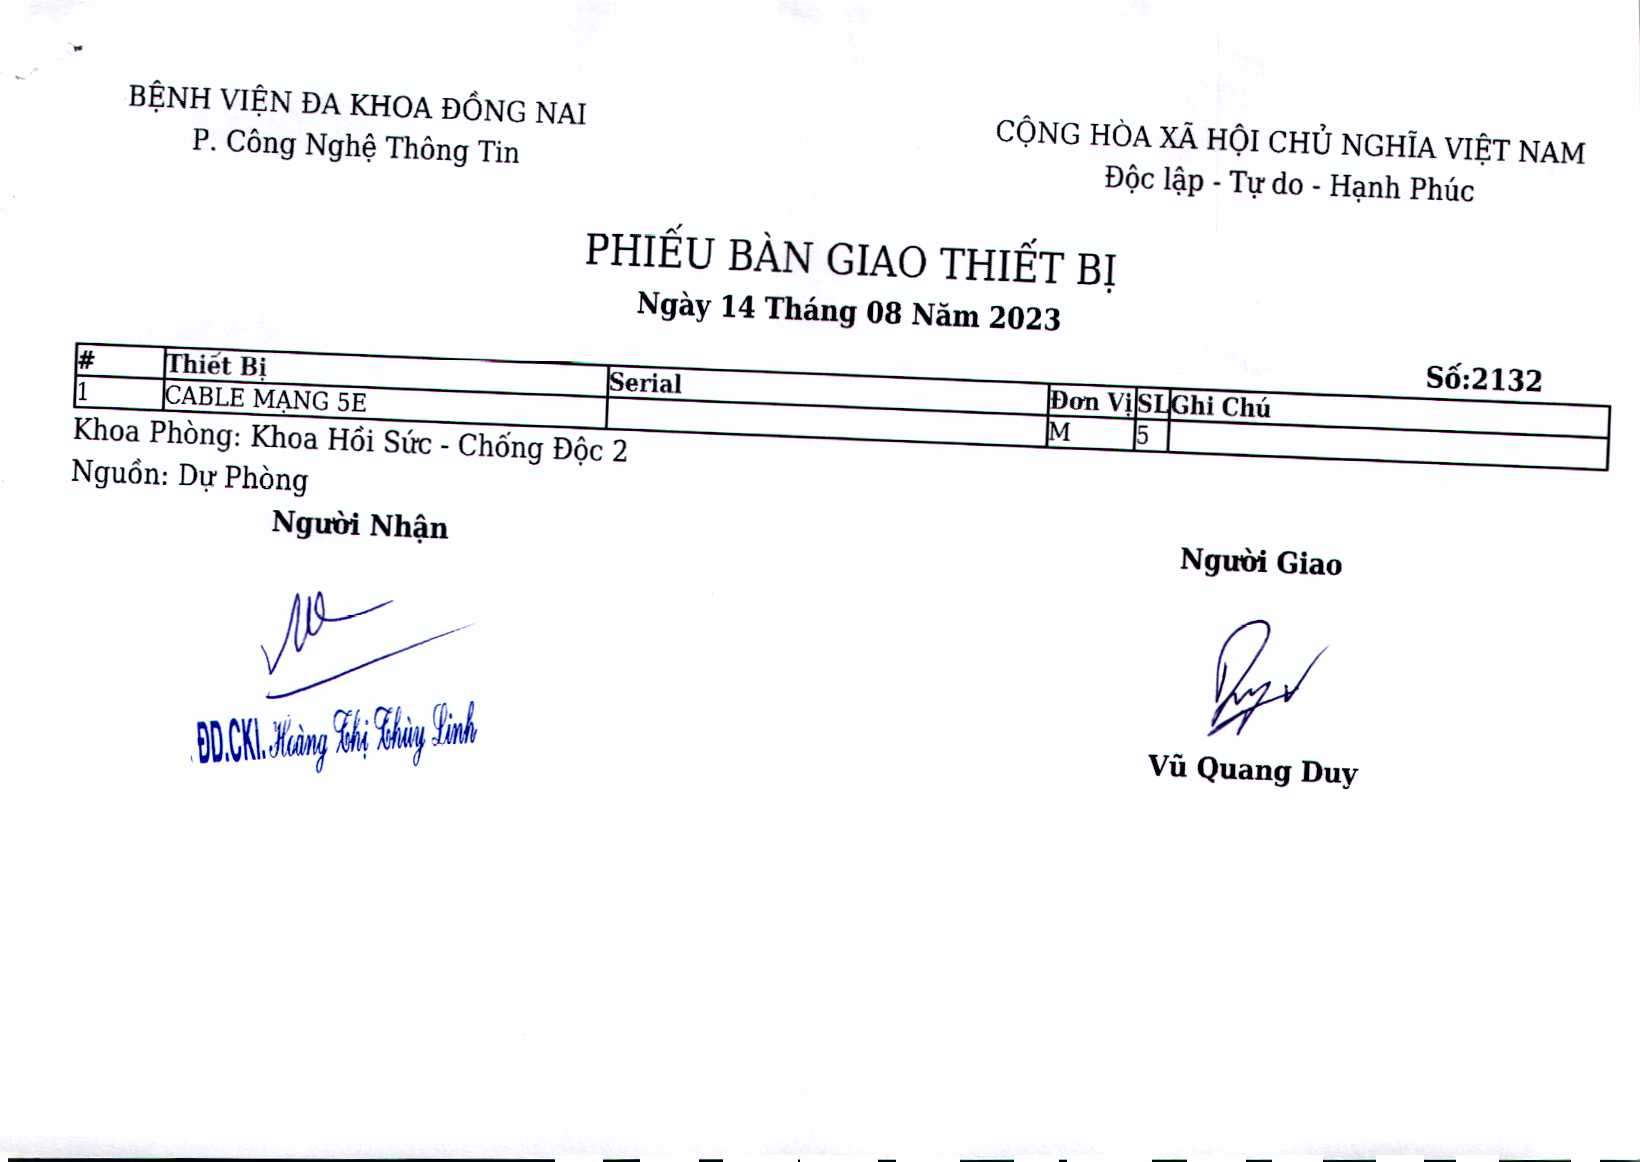 BỆNH VIỆN ĐA KHOA ĐỒNG NAI
P. Công Nghệ Thông Tin
CỘNG HÒA XÃ HỘI CHỦ NGHĨA VIỆT NAM
Độc lập - Tự do - Hạnh Phúc
PHIẾU BÀN GIAO THIẾT BỊ
Ngày 14 Tháng 08 Năm 2023
Số:2132
# Thiết Bị Serial Đơn Vị SL Ghi Chú
1 CABLE MẠNG 5E M 5
Khoa Phòng: Khoa Hồi Sức - Chống Độc 2
Nguồn: Dự Phòng
Người Nhận
Người Giao
ĐD.CKI. Hoàng Thị Thùy Linh
Vũ Quang Duy